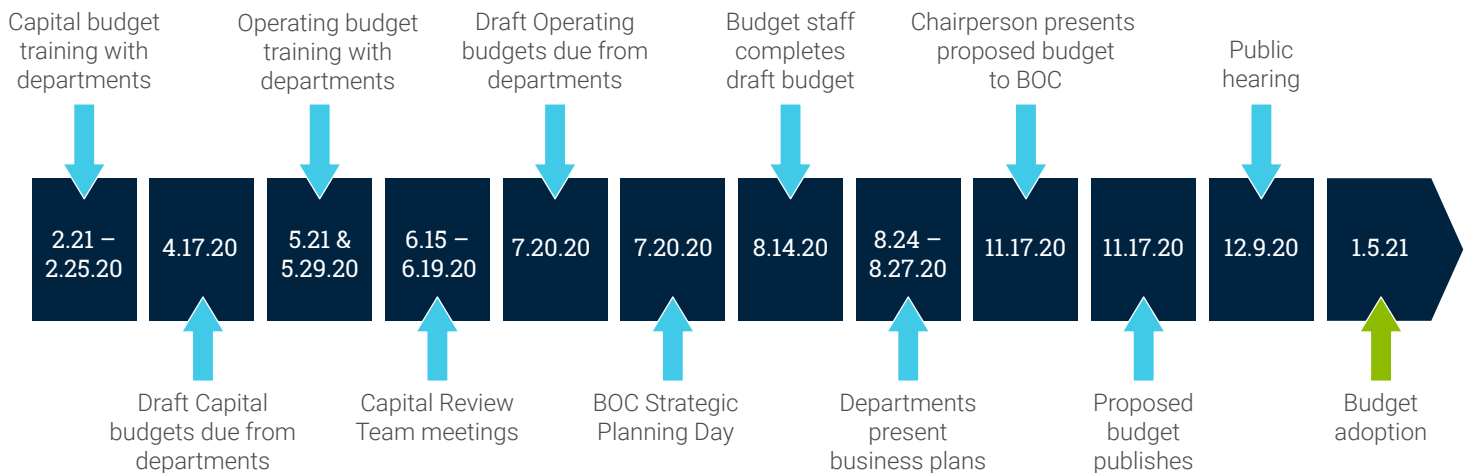 Capital budget
training with
departments
Operating budget
training with
departments
Draft Operating
budgets due from
departments
Budget staff
completes
draft budget
Chairperson presents
proposed budget
to BOC
Public
hearing
2.21 –
2.25.20
4.17.20
5.21 &
5.29.20
6.15 –
6.19.20
7.20.20
7.20.20
8.14.20
8.24 –
8.27.20
11.17.20
11.17.20
12.9.20
1.5.21
Draft Capital
budgets due from
departments
Capital Review
Team meetings
BOC Strategic
Planning Day
Departments
present
business plans
Proposed
budget
publishes
Budget
adoption